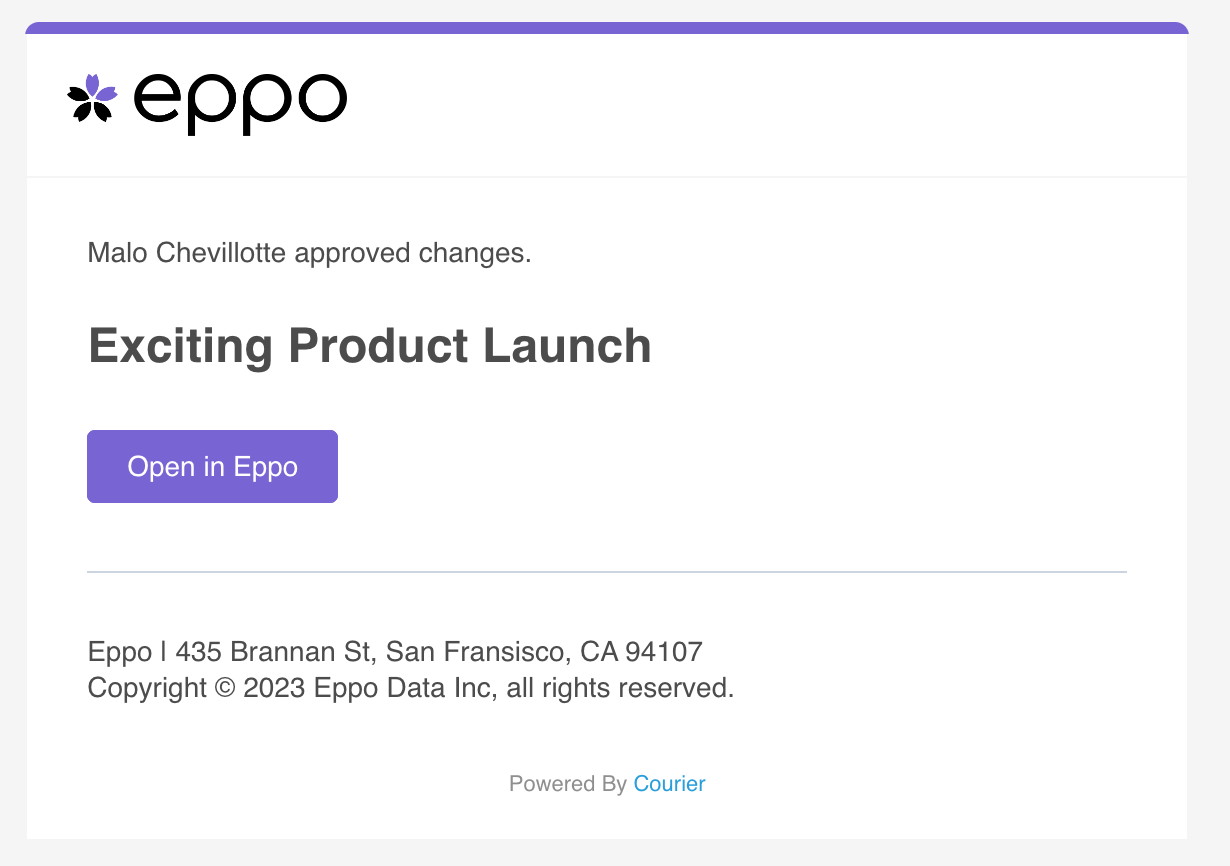 eppo
Malo Chevillotte approved changes.
Exciting Product Launch
Open in Eppo
Eppo | 435 Brannan St, San Fransisco, CA 94107
Copyright © 2023 Eppo Data Inc, all rights reserved.
Powered By Courier